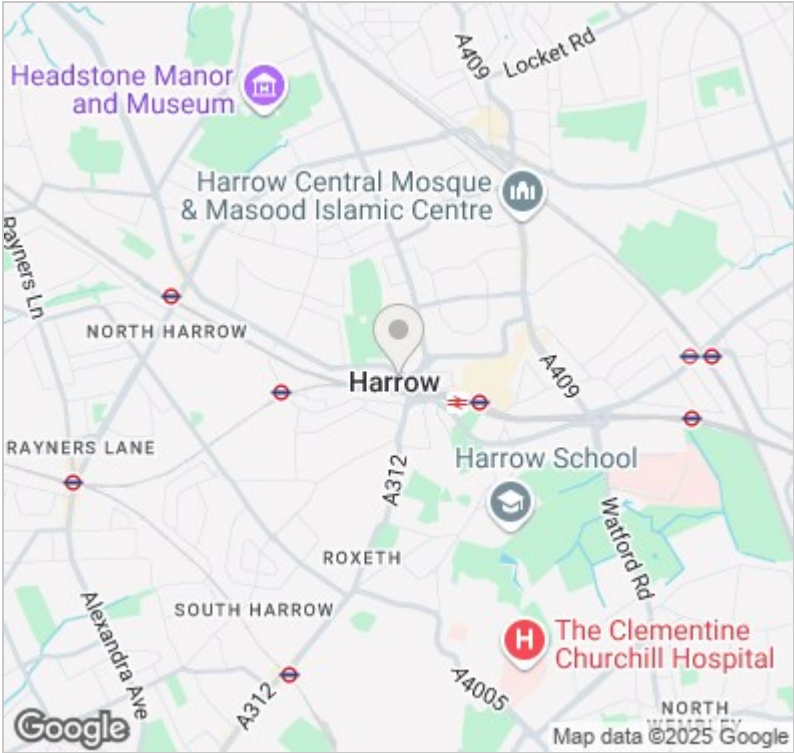 A409
Locket Rd
Headstone Manor
and Museum
Harrow Central Mosque
& Masood Islamic Centre
Rayners Ln
NORTH HARROW
Harrow
A409
RAYNERS LANE
Harrow School
A312
Watford Rd
ROXETH
SOUTH HARROW
Alexandra Ave
The Clementine
Churchill Hospital
A4005
A312
NORTH
WEMBLEY
Google
Map data ©2025 Google